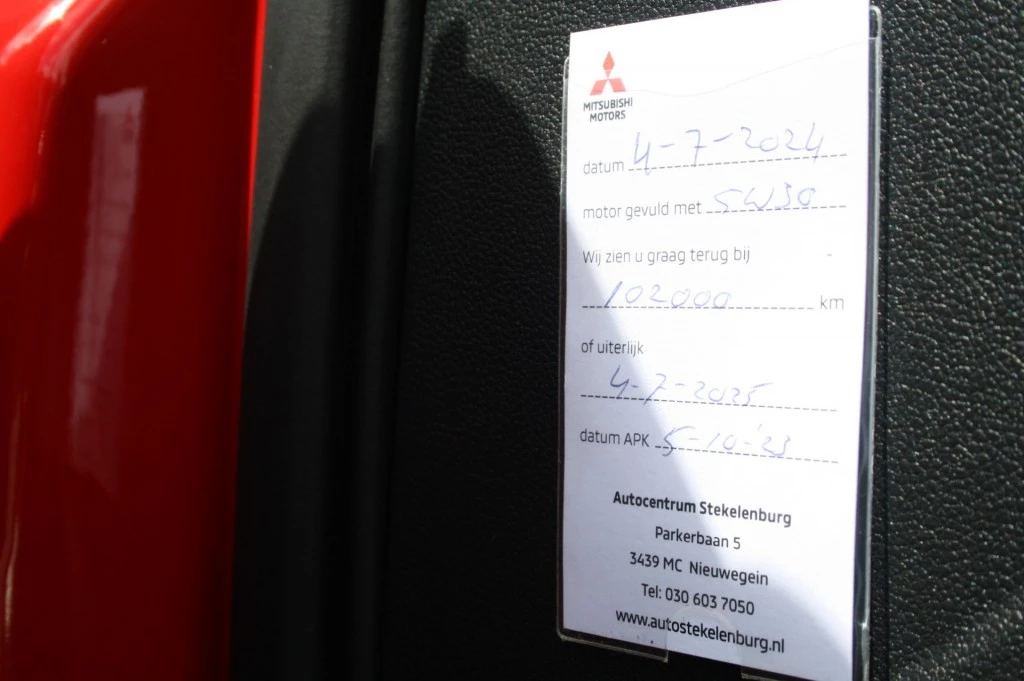 MITSUBISHI
MOTORS
datum 4-7-2024
motor gevuld met 5W30
Wij zien u graag terug bij
102000 km
of uiterlijk
4-7-2025
datum APK 5-10-'23
Autocentrum Stekelenburg
Parkerbaan 5
3439 MC Nieuwegein
Tel: 030 603 7050
www.autostekelenburg.nl